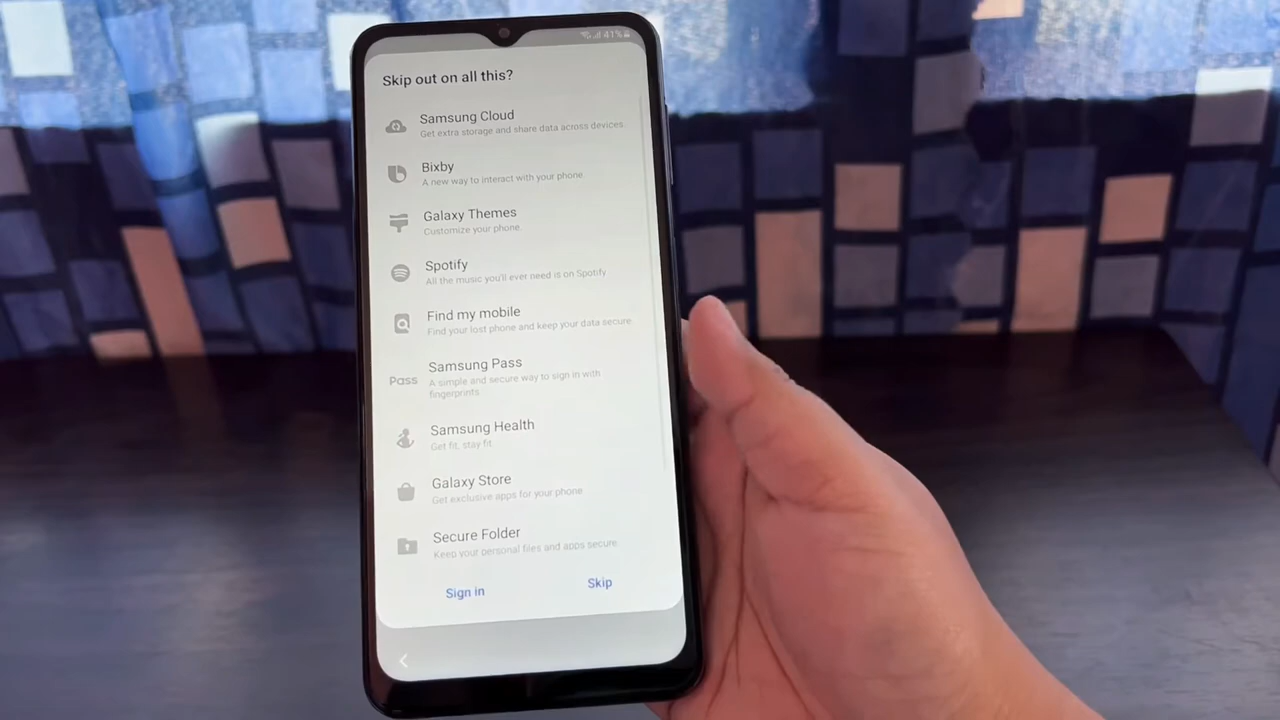 41%
Skip out on all this?
Samsung Cloud
Get extra storage and share data across devices.
Bixby
A new way to interact with your phone.
Galaxy Themes
Customize your phone.
Spotify
All the music you'll ever need is on Spotify
Find my mobile
Find your lost phone and keep your data secure.
Pass
Samsung Pass
A simple and secure way to sign in with
fingerprints.
Samsung Health
Get fit, stay fit.
Galaxy Store
Get exclusive apps for your phone
Secure Folder
Keep your personal files and apps secure.
Sign in
Skip